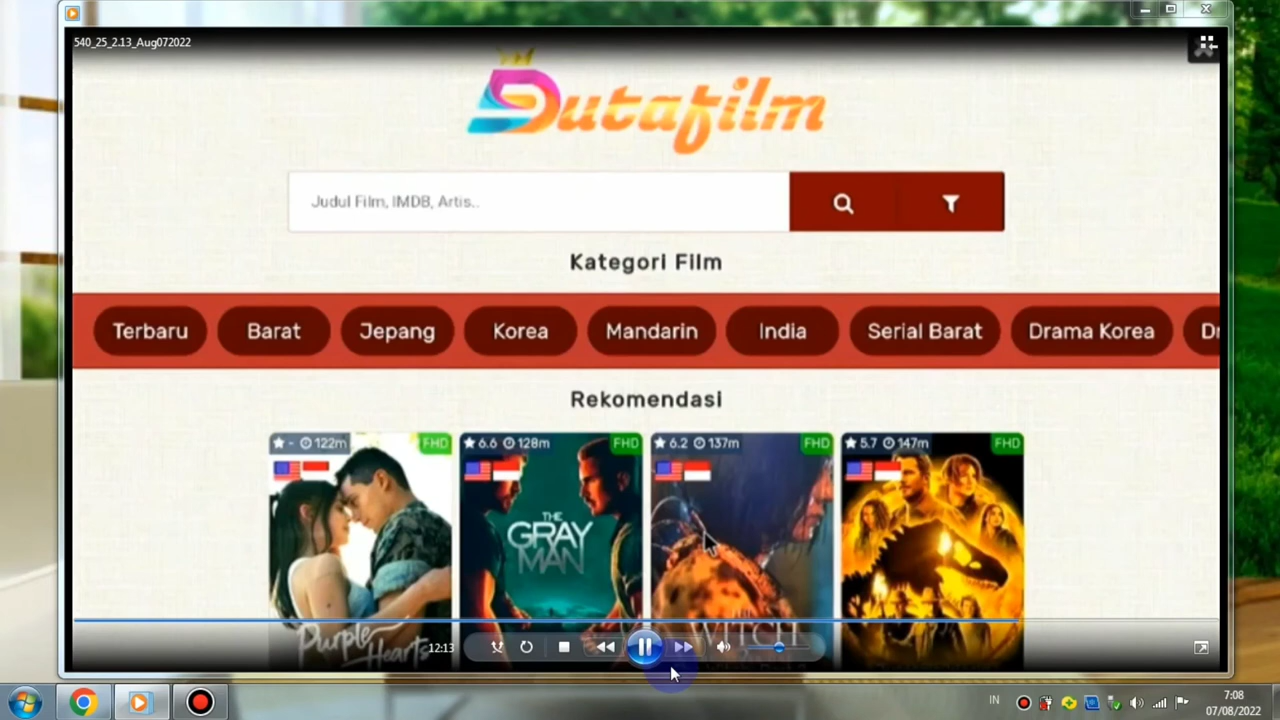 540_25_2.13_Aug072022
Dutafilm
Judul Film, IMDB, Artis..
Kategori Film
Terbaru Barat Jepang Korea Mandarin India Serial Barat Drama Korea
Rekomendasi
- 122m FHD
6.6 128m FHD
6.2 137m FHD
5.7 147m FHD
THE
GRAY
MAN
Purple
Hearts
WITCH
12:13
IN
7:08
07/08/2022